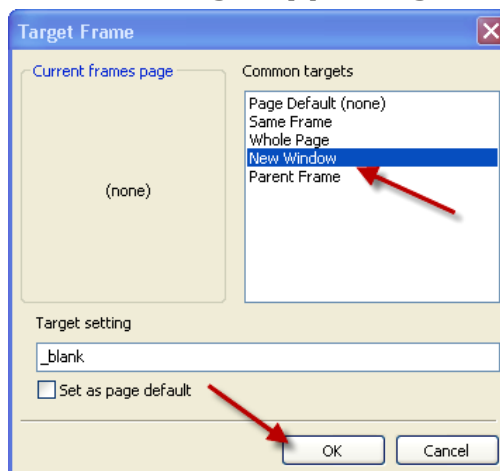 Target Frame
Current frames page
(none)
Common targets
Page Default (none)
Same Frame
Whole Page
New Window
Parent Frame
Target setting
_blank
Set as page default
OK
Cancel